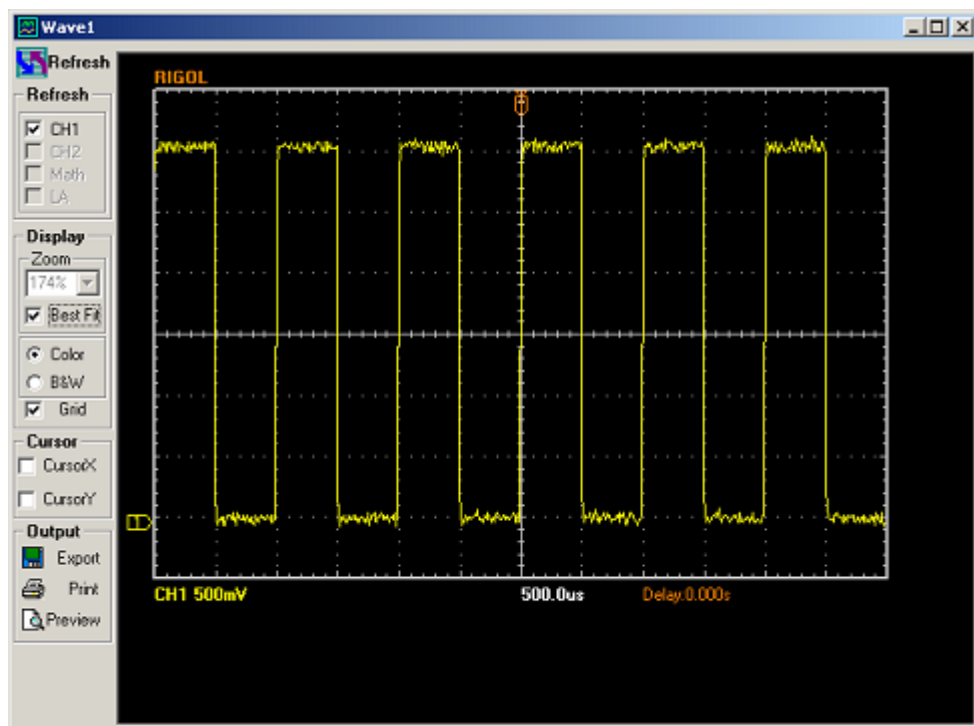 Wave1
Refresh
Refresh
CH1
CH2
Math
LA
Display
Zoom
174%
Best Fit
Color
B&W
Grid
Cursor
CursorX
CursorY
Output
Export
Print
Preview
RIGOL
T
1
CH1 500mV 500.0us Delay:0.000s